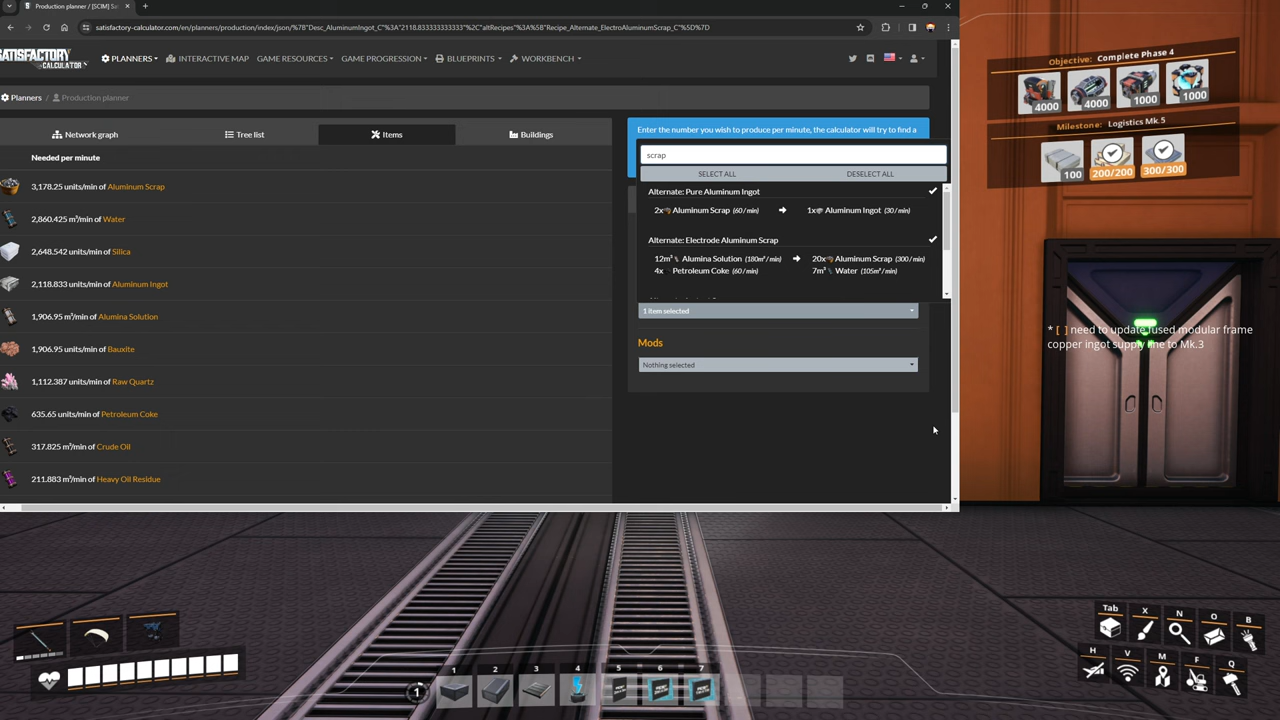 Production planner / [SCIM] Sa
satisfactory-calculator.com/en/planners/production/index/json/%7B"Desc_AluminumIngot_C"%3A"2118.833333333333"%2C"altRecipes"%3A%5B"Recipe_Alternate_ElectroAluminumScrap_C"%5D%7D
SATISFACTORY
CALCULATOR
PLANNERS
INTERACTIVE MAP
GAME RESOURCES
GAME PROGRESSION
BLUEPRINTS
WORKBENCH
Planners / Production planner
Network graph
Tree list
Items
Buildings
Needed per minute
3,178.25 units/min of Aluminum Scrap
2,860.425 m³/min of Water
2,648.542 units/min of Silica
2,118.833 units/min of Aluminum Ingot
1,906.95 m³/min of Alumina Solution
1,906.95 units/min of Bauxite
1,112.387 units/min of Raw Quartz
635.65 units/min of Petroleum Coke
317.825 m³/min of Crude Oil
211.883 m³/min of Heavy Oil Residue
Enter the number you wish to produce per minute, the calculator will try to find a
scrap
SELECT ALL
DESELECT ALL
Alternate: Pure Aluminum Ingot
2x Aluminum Scrap (60/min)
1x Aluminum Ingot (30/min)
Alternate: Electrode Aluminum Scrap
12m³ Alumina Solution (180m³/min)
20x Aluminum Scrap (300/min)
4x Petroleum Coke (60/min)
7m³ Water (105m³/min)
1 item selected
Mods
Nothing selected
Objective: Complete Phase 4
4000
4000
1000
1000
Milestone: Logistics Mk.5
100
200/200
300/300
* [ ] need to update fused modular frame
copper ingot supply line to Mk.3
1
1
2
3
4
5
6
7
Tab
X
N
O
B
H
V
M
F
Q